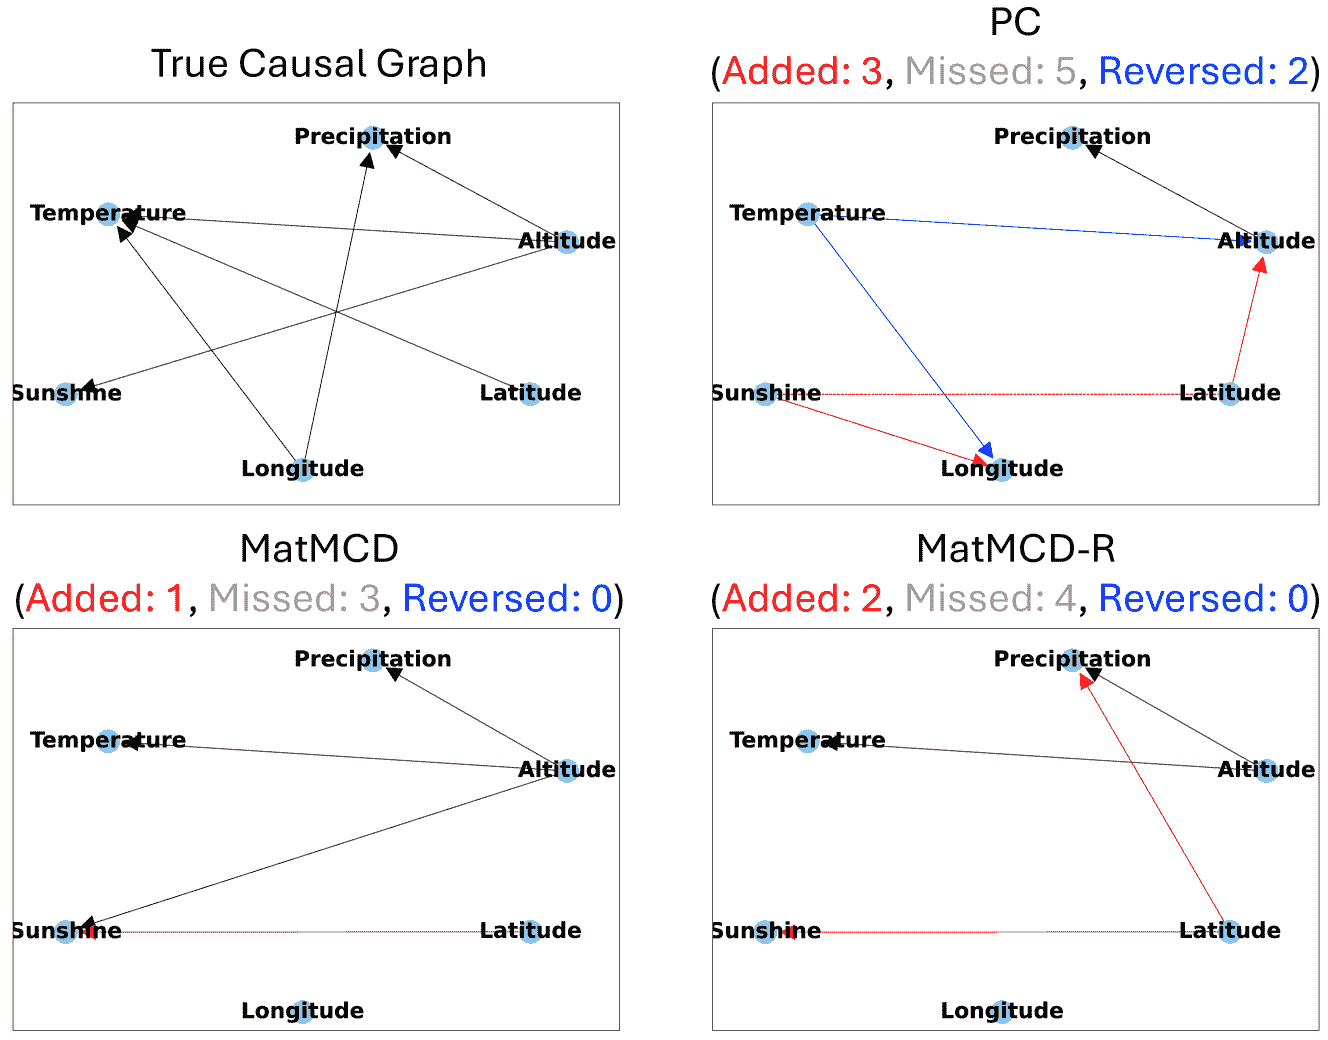 True Causal Graph
Precipitation
Temperature
Altitude
Sunshine
Latitude
Longitude
PC
(Added: 3, Missed: 5, Reversed: 2)
Precipitation
Temperature
Altitude
Sunshine
Latitude
Longitude
MatMCD
(Added: 1, Missed: 3, Reversed: 0)
Precipitation
Temperature
Altitude
Sunshine
Latitude
Longitude
MatMCD-R
(Added: 2, Missed: 4, Reversed: 0)
Precipitation
Temperature
Altitude
Sunshine
Latitude
Longitude